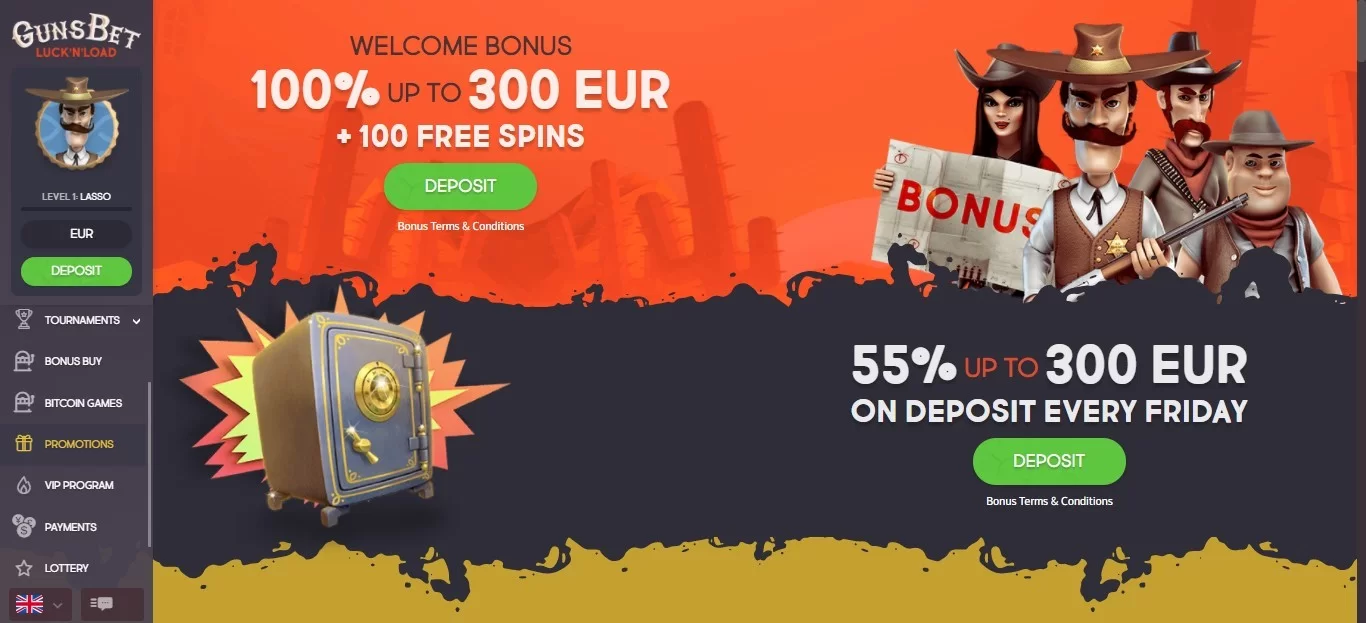 GUNSBET
LUCK'N'LOAD
LEVEL 1: LASSO
EUR
DEPOSIT
TOURNAMENTS
BONUS BUY
BITCOIN GAMES
PROMOTIONS
VIP PROGRAM
PAYMENTS
LOTTERY
WELCOME BONUS
100% UP TO 300 EUR
+ 100 FREE SPINS
DEPOSIT
Bonus Terms & Conditions
BONUS
55% UP TO 300 EUR
ON DEPOSIT EVERY FRIDAY
DEPOSIT
Bonus Terms & Conditions